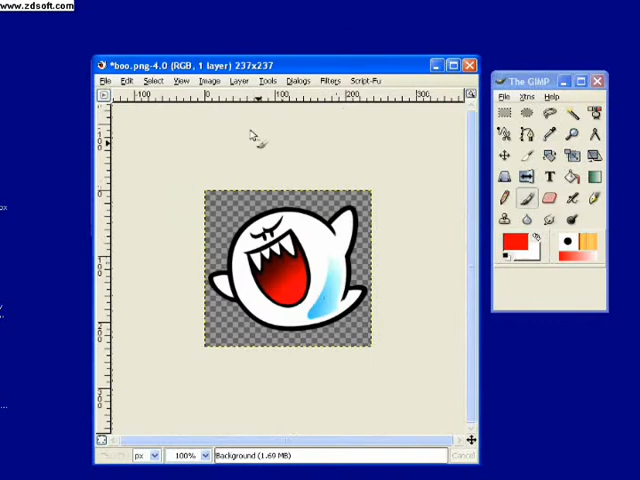 www.zdsoft.com
*boo.png-4.0 (RGB, 1 layer) 237x237
File Edit Select View Image Layer Tools Dialogs Filters Script-Fu
-100 0 100 200 300
The GIMP
File Xtns Help
px 100% Background (1.69 MB) Cancel